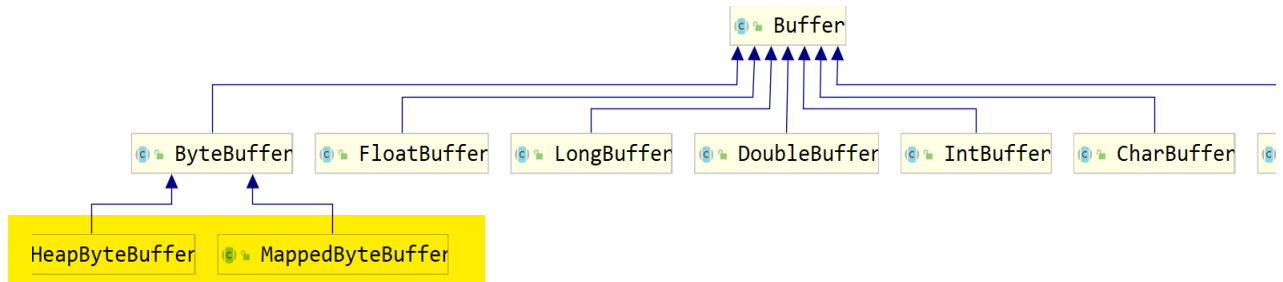 Buffer
ByteBuffer FloatBuffer LongBuffer DoubleBuffer IntBuffer CharBuffer
HeapByteBuffer MappedByteBuffer